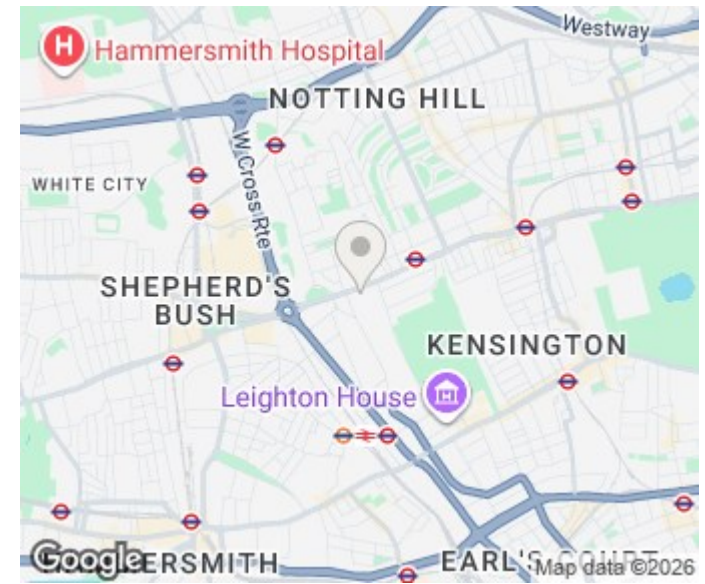 Westway
H Hammersmith Hospital
NOTTING HILL
W Cross Rte
WHITE CITY
SHEPHERD'S
BUSH
KENSINGTON
Leighton House
Google
ERSMITH
EARL'S COURT
Map data ©2026